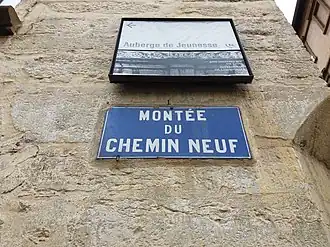 Auberge de Jeunesse
MONTÉE
DU
CHEMIN NEUF